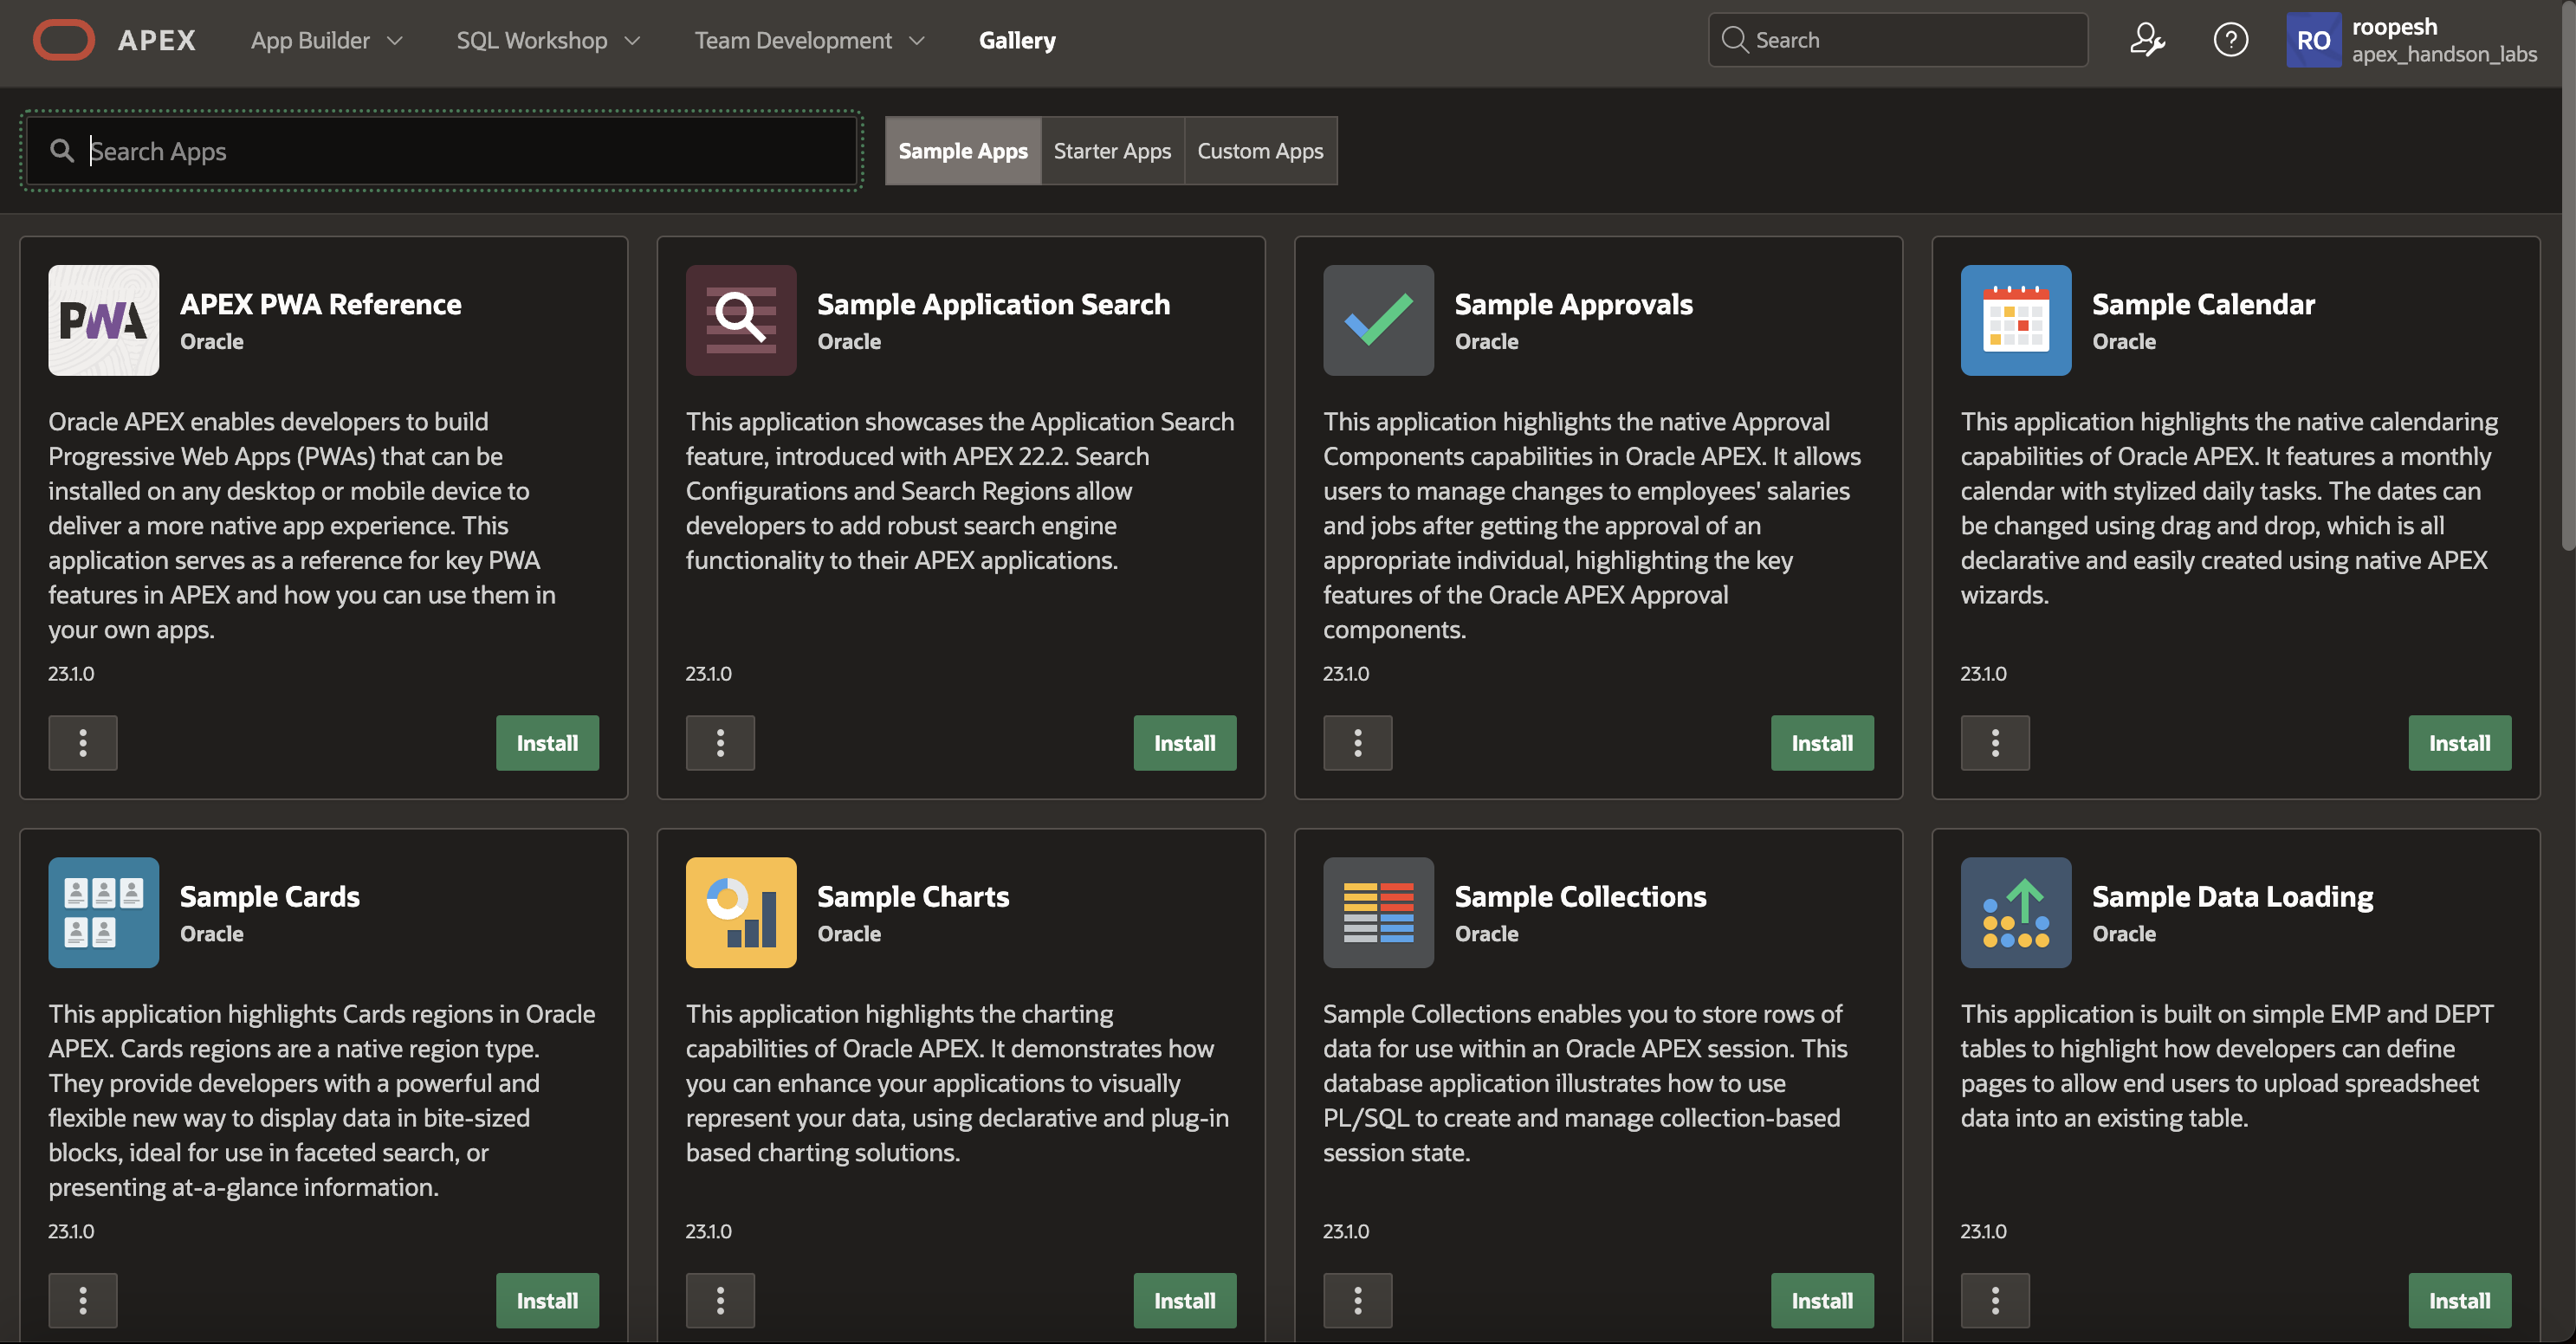 APEX
App Builder
SQL Workshop
Team Development
Gallery
Search
RO
roopesh
apex_handson_labs
Search Apps
Sample Apps
Starter Apps
Custom Apps
PWA
APEX PWA Reference
Oracle
Oracle APEX enables developers to build
Progressive Web Apps (PWAs) that can be
installed on any desktop or mobile device to
deliver a more native app experience. This
application serves as a reference for key PWA
features in APEX and how you can use them in
your own apps.
23.1.0
Install
Sample Application Search
Oracle
This application showcases the Application Search
feature, introduced with APEX 22.2. Search
Configurations and Search Regions allow
developers to add robust search engine
functionality to their APEX applications.
23.1.0
Install
Sample Approvals
Oracle
This application highlights the native Approval
Components capabilities in Oracle APEX. It allows
users to manage changes to employees' salaries
and jobs after getting the approval of an
appropriate individual, highlighting the key
features of the Oracle APEX Approval
components.
23.1.0
Install
Sample Calendar
Oracle
This application highlights the native calendaring
capabilities of Oracle APEX. It features a monthly
calendar with stylized daily tasks. The dates can
be changed using drag and drop, which is all
declarative and easily created using native APEX
wizards.
23.1.0
Install
Sample Cards
Oracle
This application highlights Cards regions in Oracle
APEX. Cards regions are a native region type.
They provide developers with a powerful and
flexible new way to display data in bite-sized
blocks, ideal for use in faceted search, or
presenting at-a-glance information.
23.1.0
Install
Sample Charts
Oracle
This application highlights the charting
capabilities of Oracle APEX. It demonstrates how
you can enhance your applications to visually
represent your data, using declarative and plug-in
based charting solutions.
23.1.0
Install
Sample Collections
Oracle
Sample Collections enables you to store rows of
data for use within an Oracle APEX session. This
database application illustrates how to use
PL/SQL to create and manage collection-based
session state.
23.1.0
Install
Sample Data Loading
Oracle
This application is built on simple EMP and DEPT
tables to highlight how developers can define
pages to allow end users to upload spreadsheet
data into an existing table.
23.1.0
Install